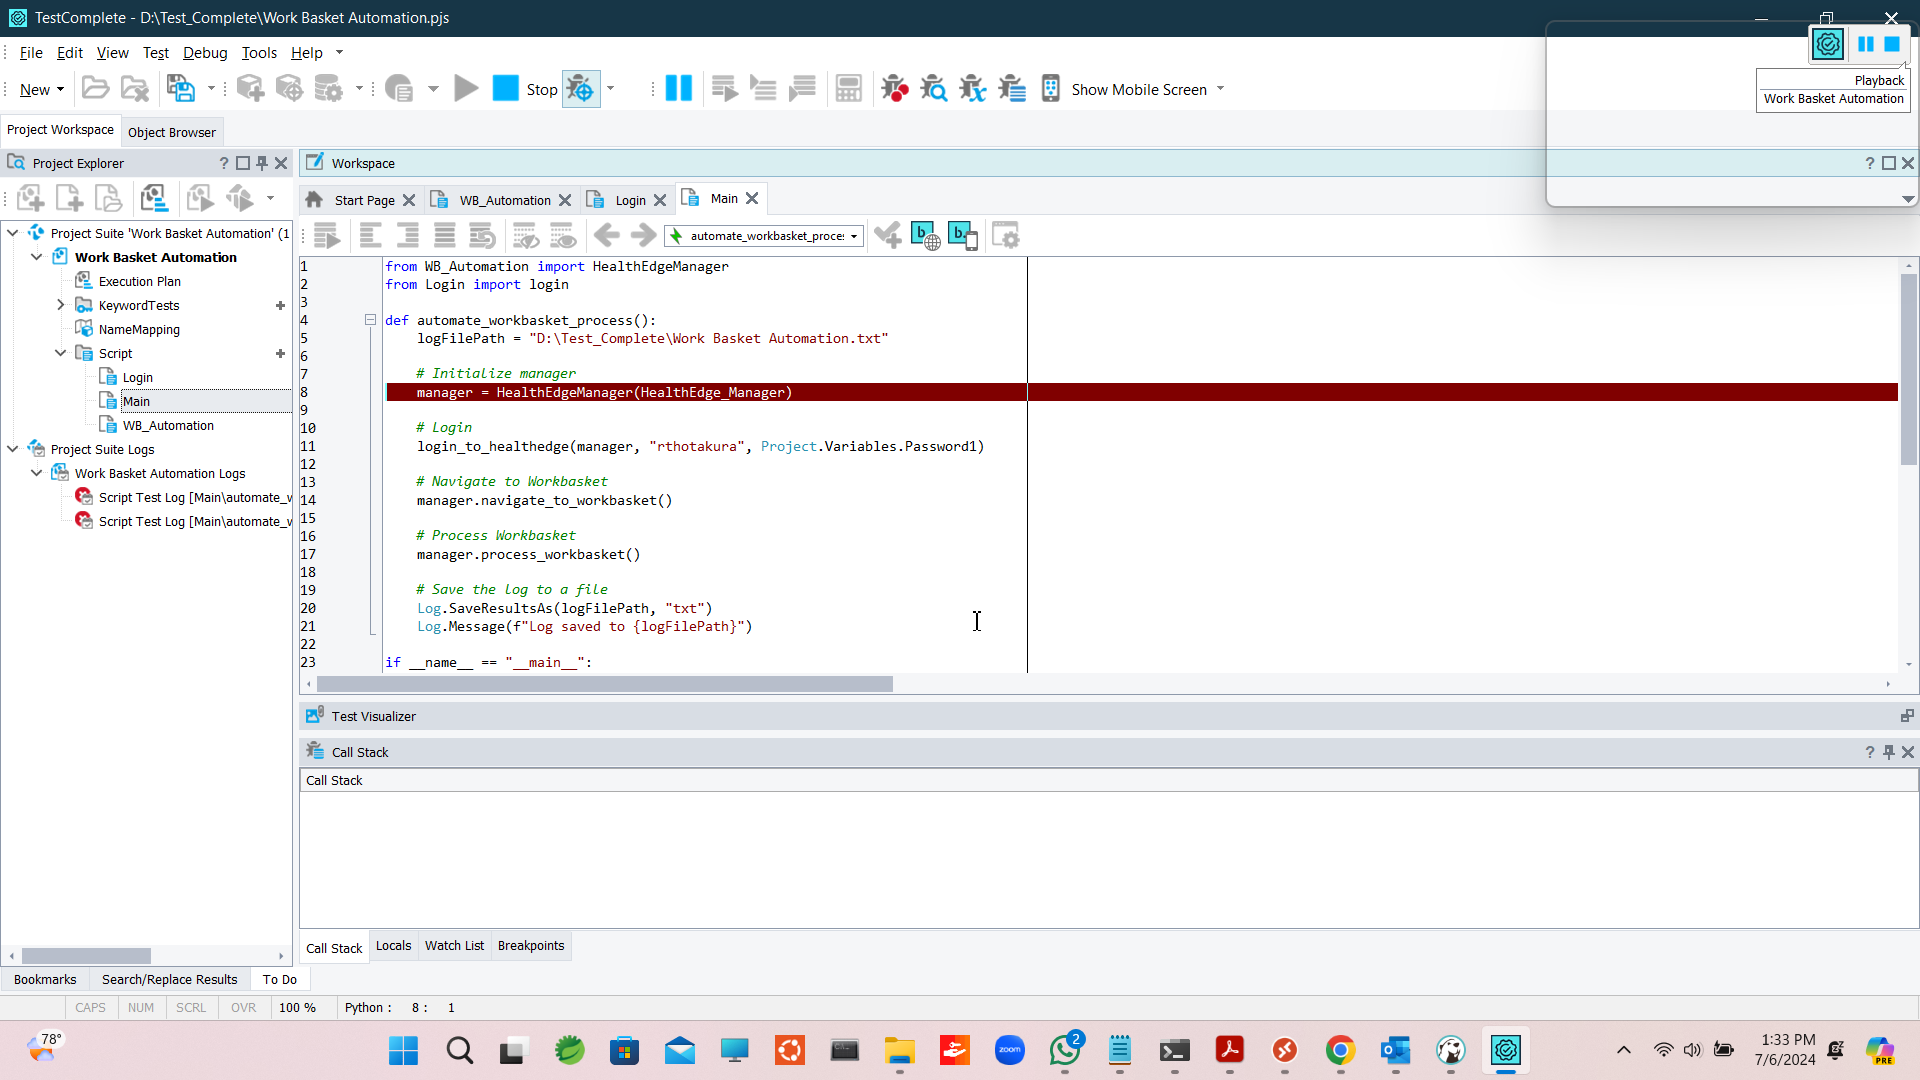 TestComplete - D:\Test_Complete\Work Basket Automation.pjs
File Edit View Test Debug Tools Help
New
Stop
Show Mobile Screen
Playback
Work Basket Automation
Project Workspace Object Browser
Project Explorer
Project Suite 'Work Basket Automation' (1
Work Basket Automation
Execution Plan
KeywordTests
NameMapping
Script
Login
Main
WB_Automation
Project Suite Logs
Work Basket Automation Logs
Script Test Log [Main\automate_w
Script Test Log [Main\automate_w
Workspace
Start Page WB_Automation Login Main
automate_workbasket_proces
1 from WB_Automation import HealthEdgeManager
2 from Login import login
3
4 def automate_workbasket_process():
5 logFilePath = "D:\Test_Complete\Work Basket Automation.txt"
6
7 # Initialize manager
8 manager = HealthEdgeManager(HealthEdge_Manager)
9
10 # Login
11 login_to_healthedge(manager, "rthotakura", Project.Variables.Password1)
12
13 # Navigate to Workbasket
14 manager.navigate_to_workbasket()
15
16 # Process Workbasket
17 manager.process_workbasket()
18
19 # Save the log to a file
20 Log.SaveResultsAs(logFilePath, "txt")
21 Log.Message(f"Log saved to {logFilePath}")
22
23 if __name__ == "__main__":
Test Visualizer
Call Stack
Call Stack
Call Stack Locals Watch List Breakpoints
Bookmarks Search/Replace Results To Do
CAPS NUM SCRL OVR 100 % Python : 8 : 1
78°
zoom
2
1:33 PM
7/6/2024
PRE